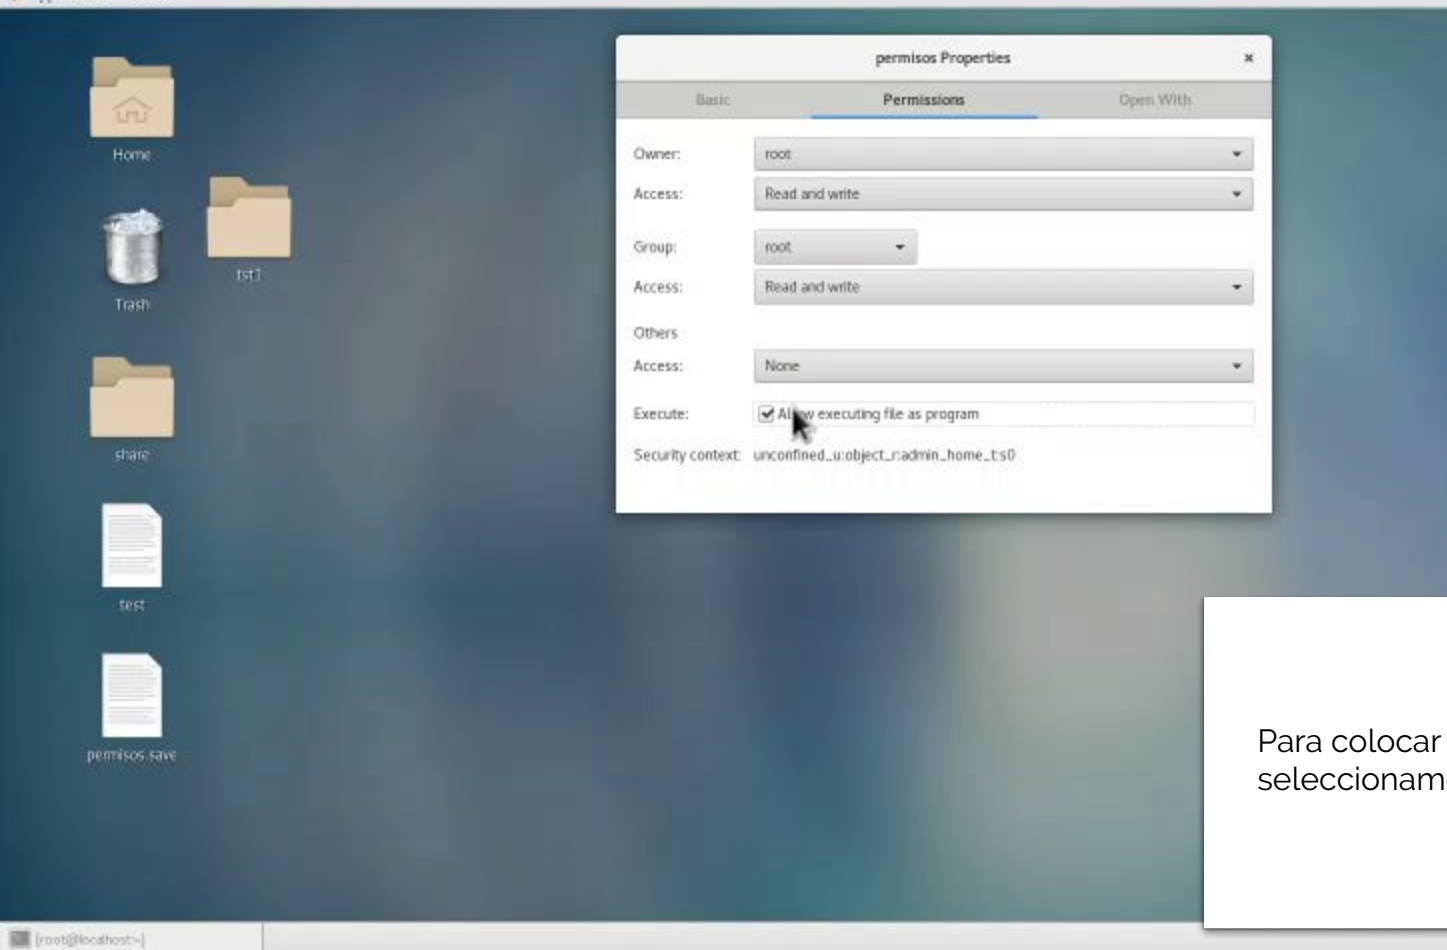 Home
tst1
Trash
share
test
permisos.save
permisos Properties
Basic
Permissions
Open With
Owner:
root
Access:
Read and write
Group:
root
Access:
Read and write
Others
Access:
None
Execute:
executing file as program
Security context:
unconfined_u:object_r:admin_home_t:s0
Para colocar
seleccionam
[root@localhost:~]